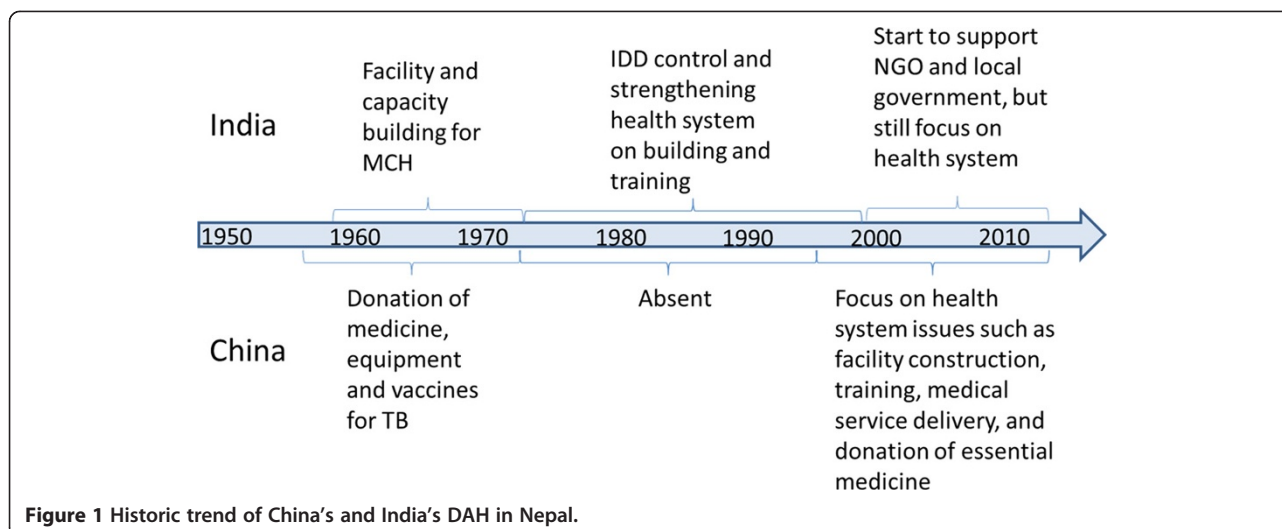 India
Facility and
capacity
building for
MCH
IDD control and
strengthening
health system
on building and
training
Start to support
NGO and local
government, but
still focus on
health system
1950 1960 1970 1980 1990 2000 2010
China
Donation of
medicine,
equipment
and vaccines
for TB
Absent
Focus on health
system issues such as
facility construction,
training, medical
service delivery, and
donation of essential
medicine
Figure 1 Historic trend of China's and India's DAH in Nepal.